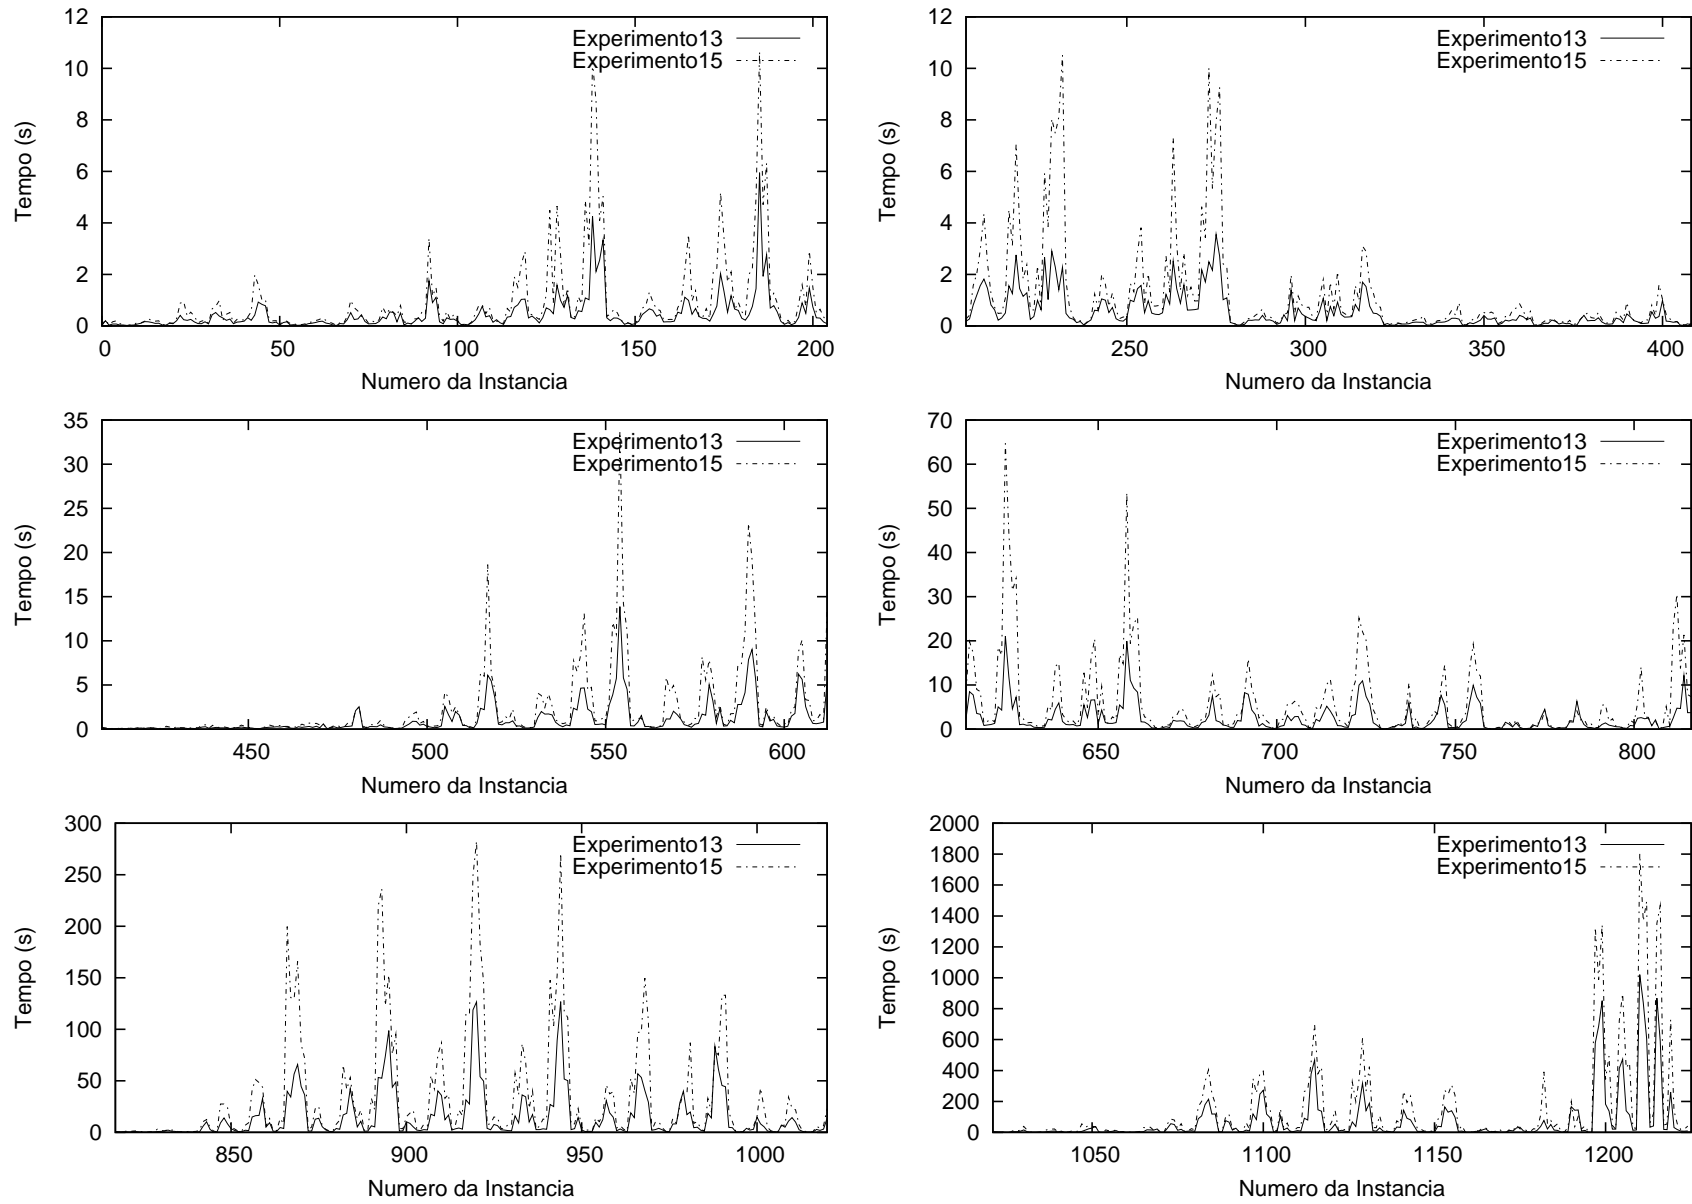 12
10
8
6
4
2
0
Tempo (s)
Experimento13
Experimento15
0 50 100 150 200
Numero da Instancia
12
10
8
6
4
2
0
Tempo (s)
Experimento13
Experimento15
250 300 350 400
Numero da Instancia
35
30
25
20
15
10
5
0
Tempo (s)
Experimento13
Experimento15
450 500 550 600
Numero da Instancia
70
60
50
40
30
20
10
0
Tempo (s)
Experimento13
Experimento15
650 700 750 800
Numero da Instancia
300
250
200
150
100
50
0
Tempo (s)
Experimento13
Experimento15
850 900 950 1000
Numero da Instancia
2000
1800
1600
1400
1200
1000
800
600
400
200
0
Tempo (s)
Experimento13
Experimento15
1050 1100 1150 1200
Numero da Instancia